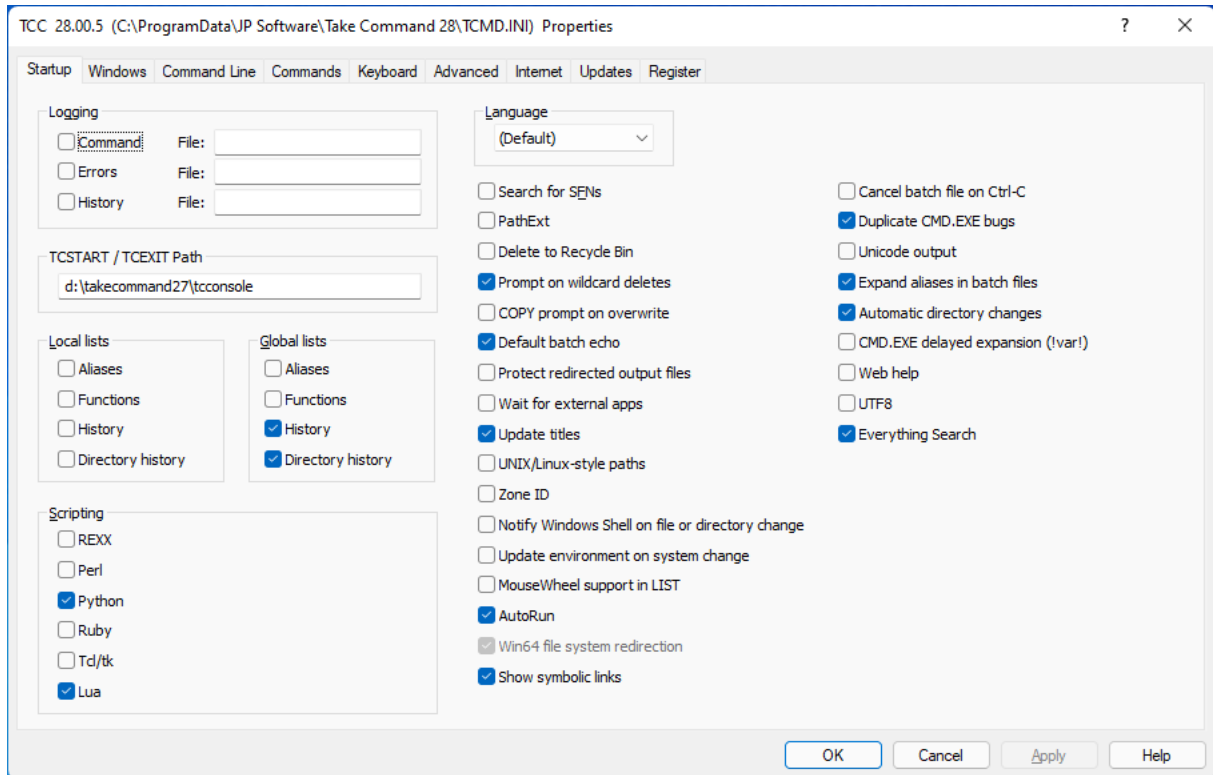 TCC 28.00.5 (C:\ProgramData\JP Software\Take Command 28\TCMD.INI) Properties
?
Startup Windows Command Line Commands Keyboard Advanced Internet Updates Register
Logging
Command File:
Errors File:
History File:
TCSTART / TCEXIT Path
d:\takecommand27\tcconsole
Local lists
Aliases
Functions
History
Directory history
Global lists
Aliases
Functions
History
Directory history
Scripting
REXX
Perl
Python
Ruby
Tcl/tk
Lua
Language
(Default)
Search for SFNs
PathExt
Delete to Recycle Bin
Prompt on wildcard deletes
COPY prompt on overwrite
Default batch echo
Protect redirected output files
Wait for external apps
Update titles
UNIX/Linux-style paths
Zone ID
Notify Windows Shell on file or directory change
Update environment on system change
MouseWheel support in LIST
AutoRun
Win64 file system redirection
Show symbolic links
Cancel batch file on Ctrl-C
Duplicate CMD.EXE bugs
Unicode output
Expand aliases in batch files
Automatic directory changes
CMD.EXE delayed expansion (!var!)
Web help
UTF8
Everything Search
OK Cancel Apply Help